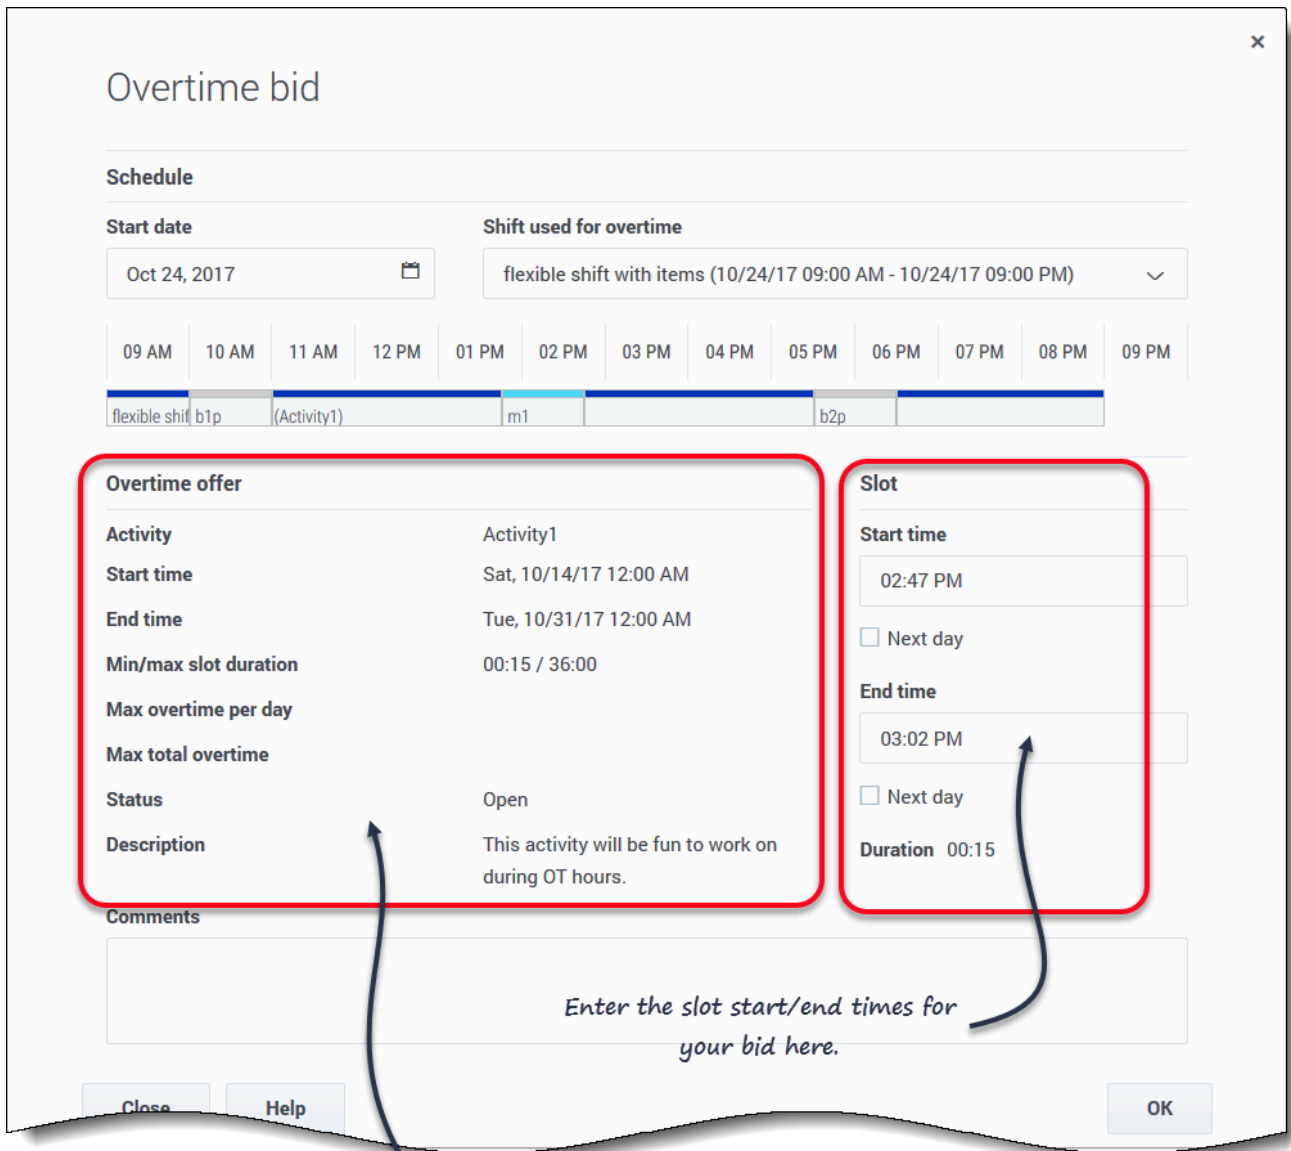 ×
Overtime bid
Schedule
Start date
Shift used for overtime
Oct 24, 2017
flexible shift with items (10/24/17 09:00 AM - 10/24/17 09:00 PM)
09 AM 10 AM 11 AM 12 PM 01 PM 02 PM 03 PM 04 PM 05 PM 06 PM 07 PM 08 PM 09 PM
flexible shif b1p (Activity1) m1 b2p
Overtime offer
Activity Activity1
Start time Sat, 10/14/17 12:00 AM
End time Tue, 10/31/17 12:00 AM
Min/max slot duration 00:15 / 36:00
Max overtime per day
Max total overtime
Status Open
Description This activity will be fun to work on
during OT hours.
Slot
Start time
02:47 PM
Next day
End time
03:02 PM
Next day
Duration 00:15
Comments
Enter the slot start/end times for
your bid here.
Close Help OK